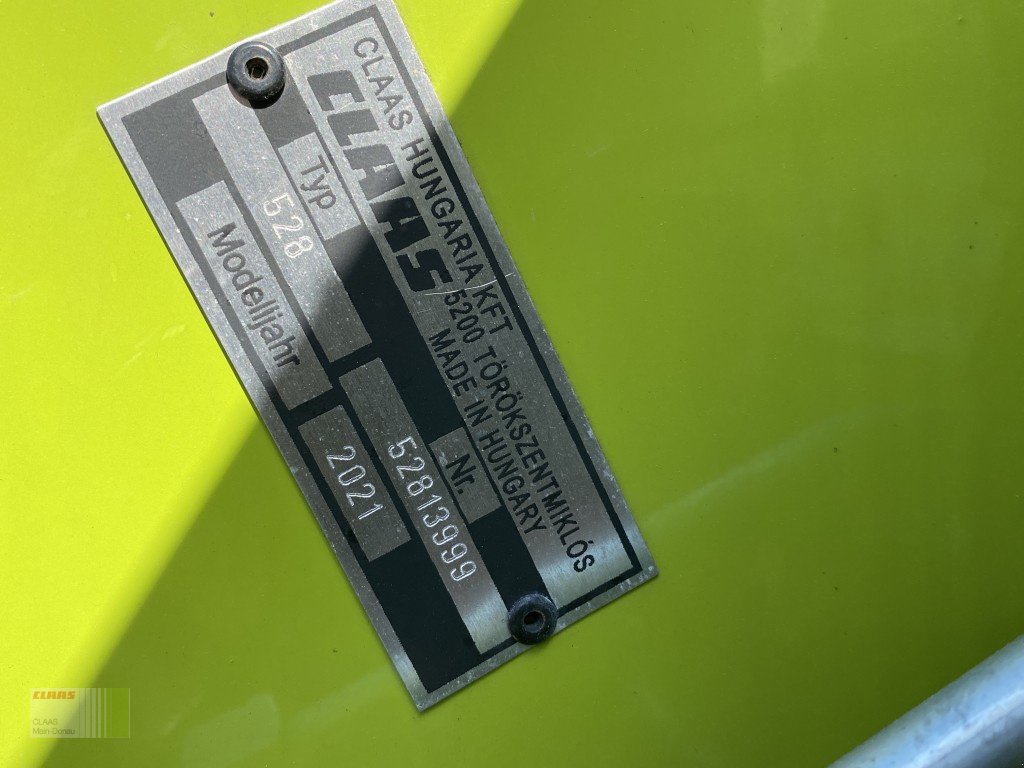 CLAAS HUNGARIA KFT
CLAAS
5200 TÖRÖKSZENTMIKLÓS
MADE IN HUNGARY
Typ
Nr.
528
52813999
Modelljahr
2021
CLAAS
CLAAS
Main-Donau